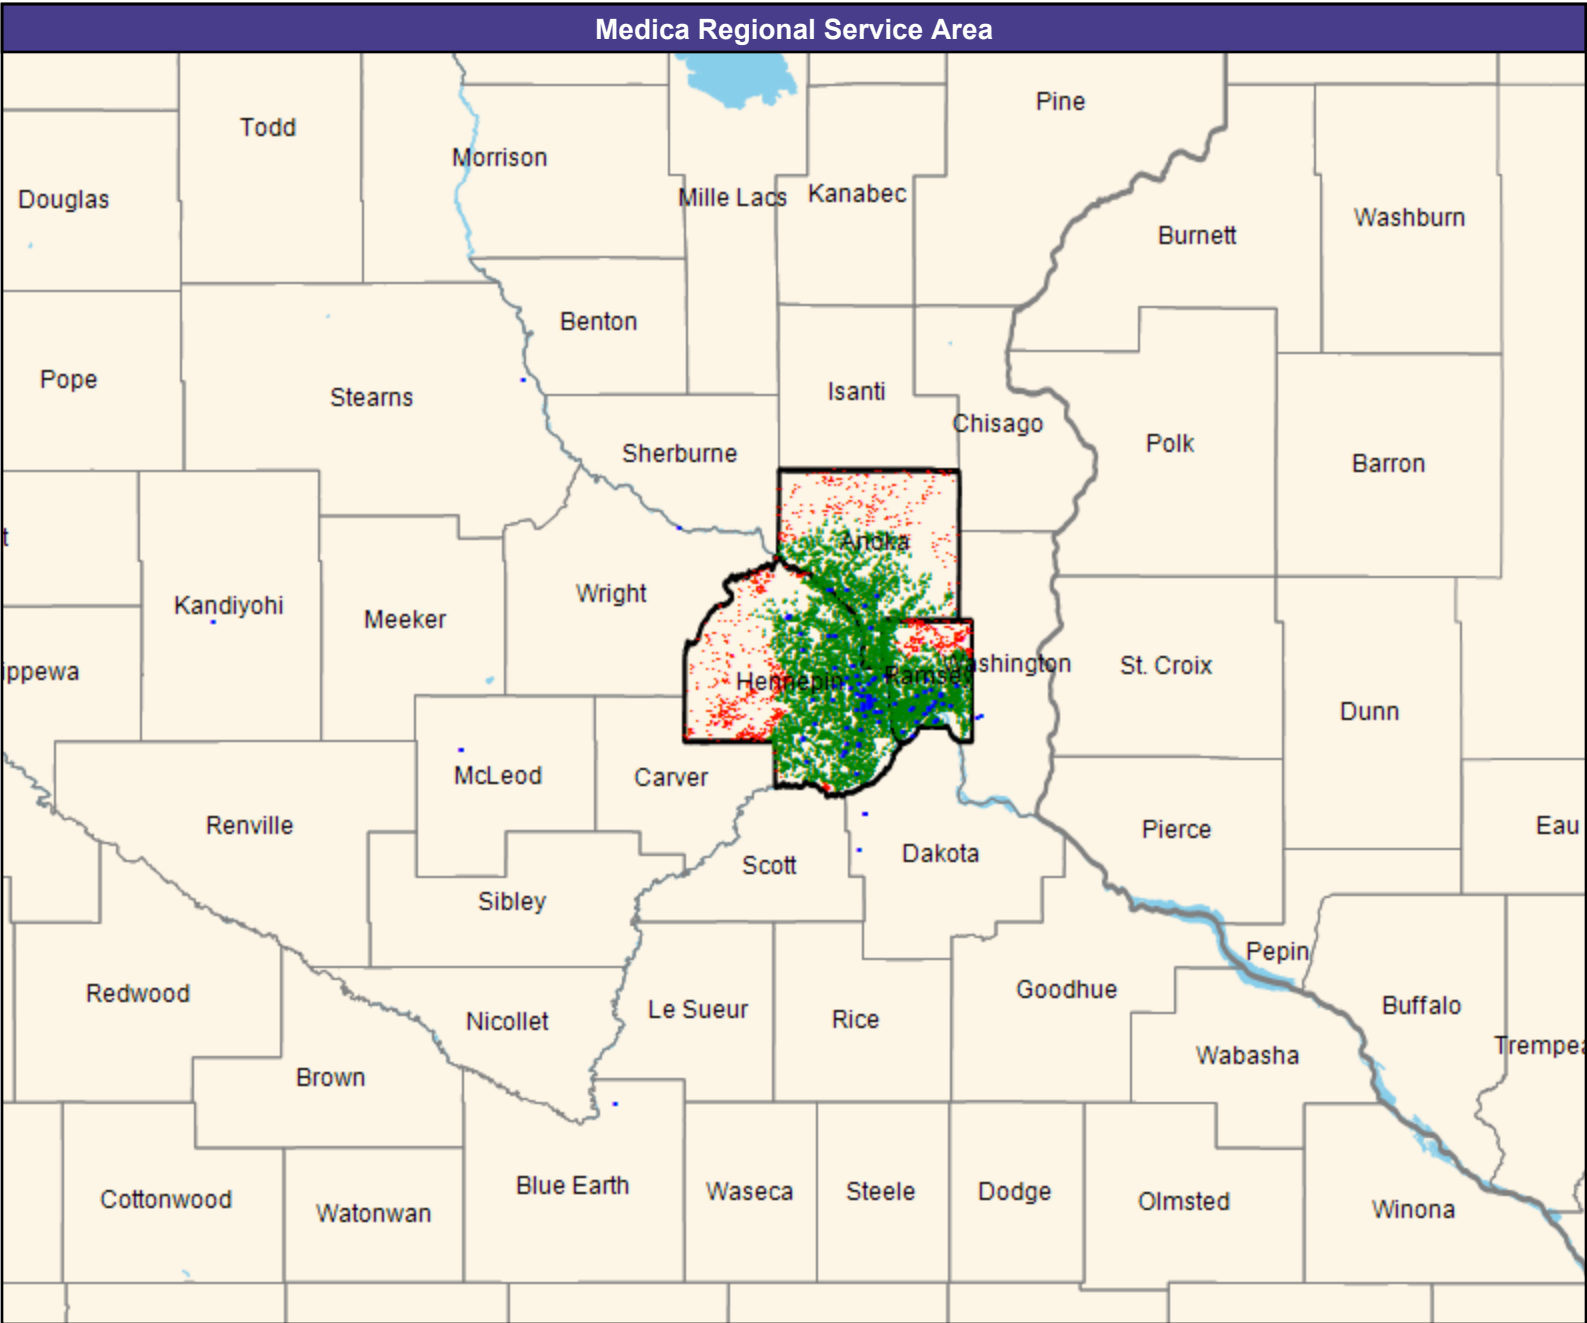 Medica Regional Service Area
Pine
Todd
Morrison
Douglas
Mille Lacs
Kanabec
Washburn
Burnett
Benton
Pope
Stearns
Isanti
Chisago
Polk
Sherburne
Barron
t
Anoka
Wright
Kandiyohi
Meeker
Washington
St. Croix
ippewa
Hennepin
Ramsey
Dunn
McLeod
Carver
Renville
Pierce
Eau
Dakota
Scott
Sibley
Pepin
Redwood
Goodhue
Buffalo
Le Sueur
Nicollet
Rice
Trempea
Wabasha
Brown
Blue Earth
Waseca
Steele
Dodge
Cottonwood
Olmsted
Watonwan
Winona